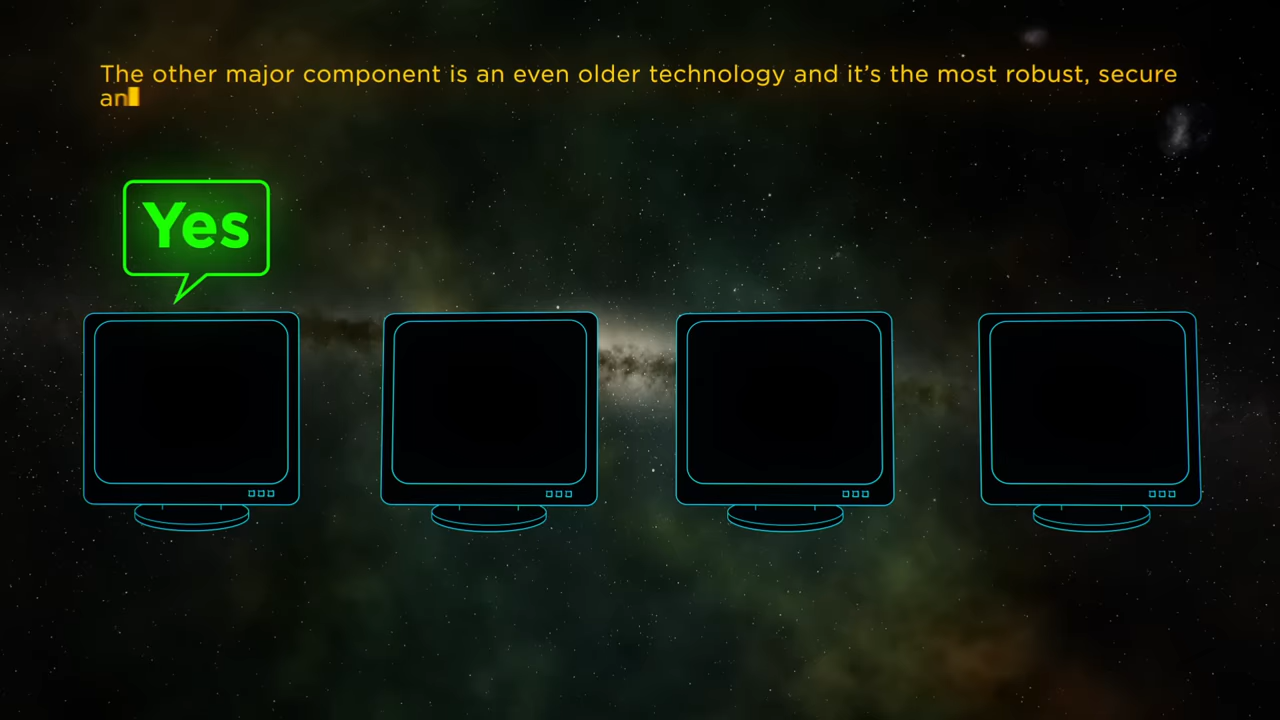 The other major component is an even older technology and it's the most robust, secure
an
Yes